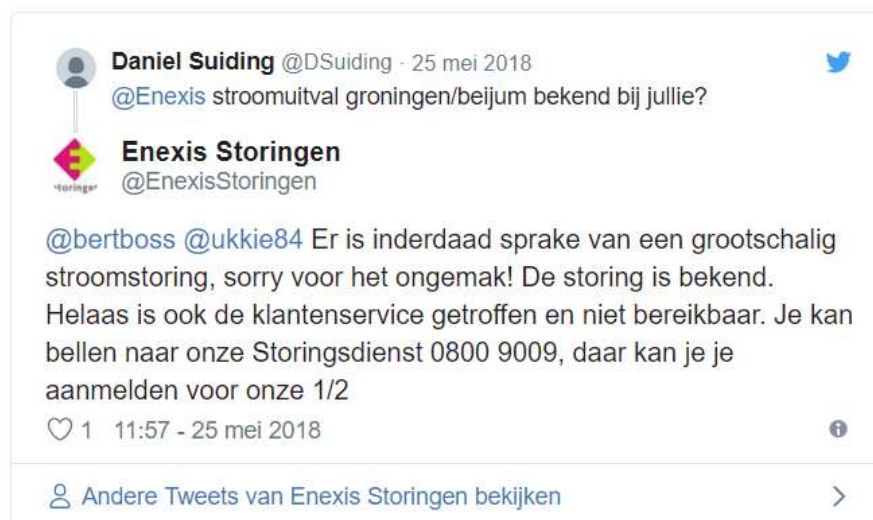 Daniel Suiding @DSuiding · 25 mei 2018
@Enexis stroomuitval groningen/beijum bekend bij jullie?
Enexis Storingen
@EnexisStoringen
@bertboss @ukkie84 Er is inderdaad sprake van een grootschalig
stroomstoring, sorry voor het ongemak! De storing is bekend.
Helaas is ook de klantenservice getroffen en niet bereikbaar. Je kan
bellen naar onze Storingsdienst 0800 9009, daar kan je je
aanmelden voor onze 1/2
1 11:57 - 25 mei 2018
Andere Tweets van Enexis Storingen bekijken